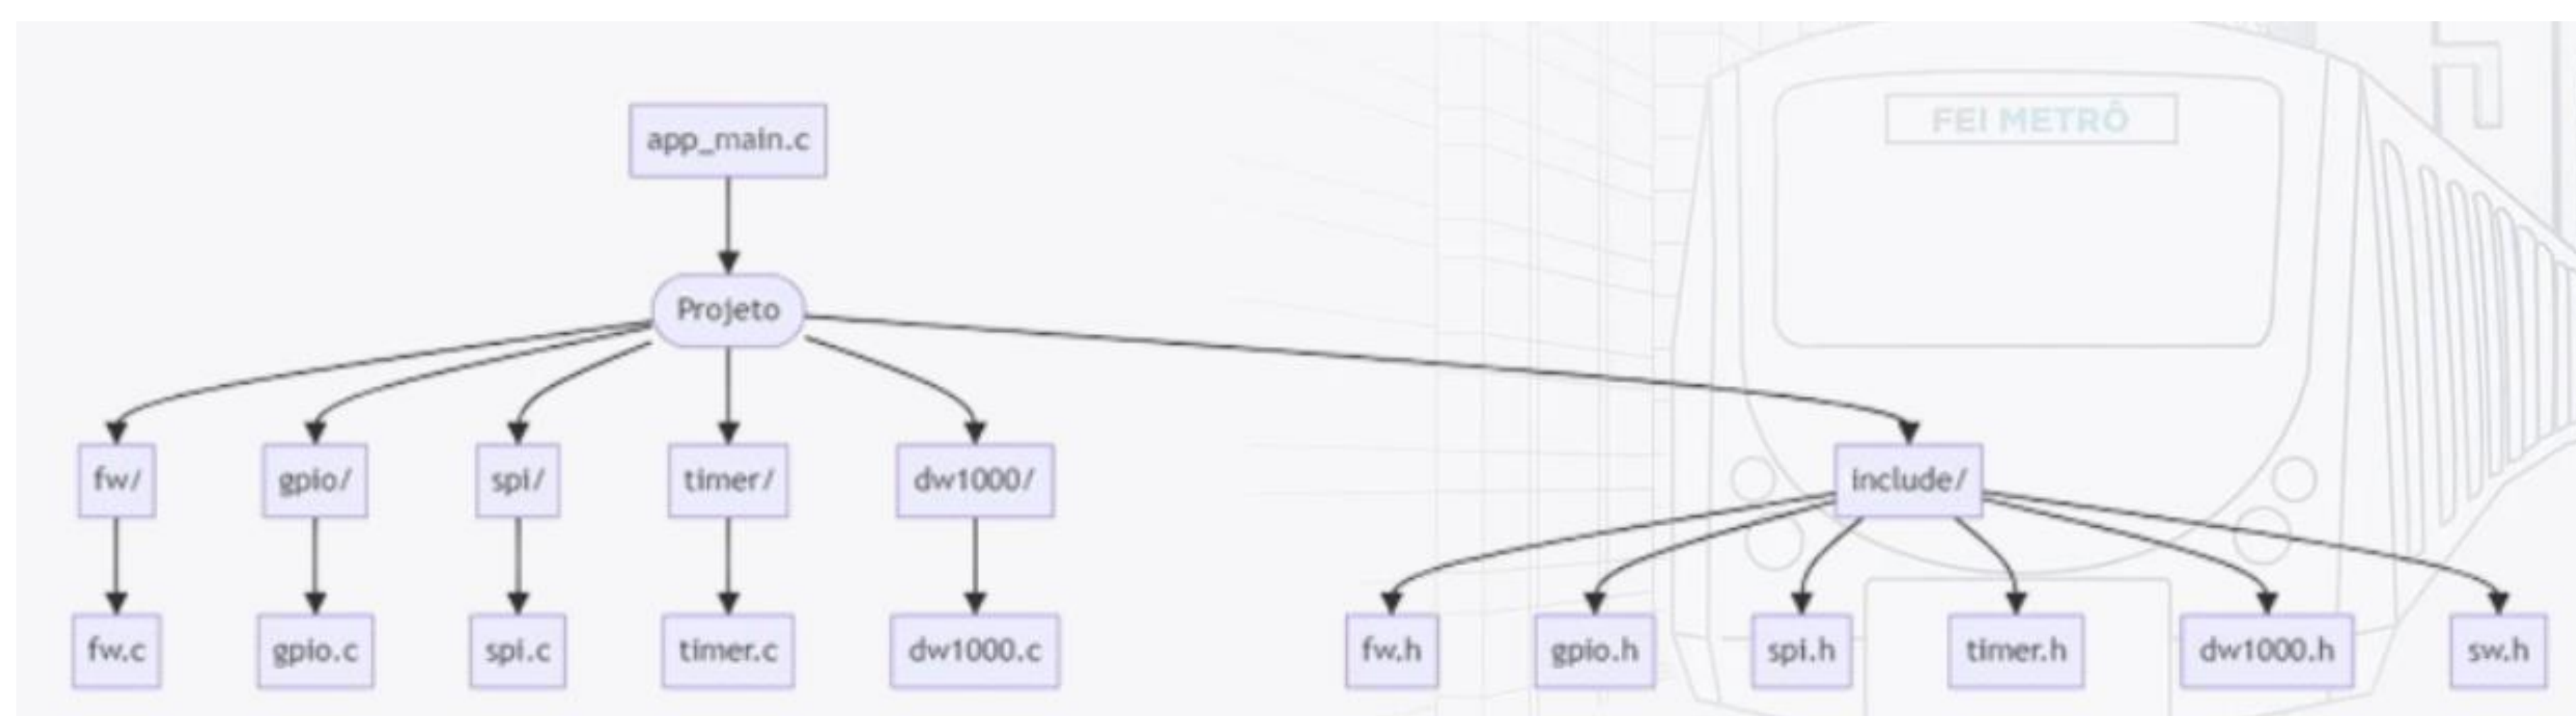 FEI METRÔ
app_main.c
Projeto
fw/ gpio/ spi/ timer/ dw1000/ include/
fw.c gpio.c spi.c timer.c dw1000.c fw.h gpio.h spi.h timer.h dw1000.h sw.h